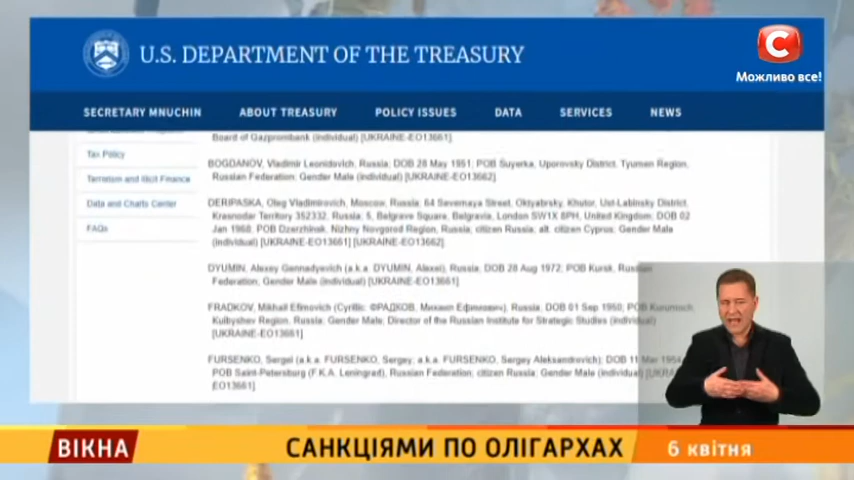 U.S. DEPARTMENT OF THE TREASURY
Можливо все!
SECRETARY MNUCHIN ABOUT TREASURY POLICY ISSUES DATA SERVICES NEWS
Board of Gazprombank (individual) [UKRAINE-EO13661]
Tax Policy
BOGDANOV, Vladimir Leonidovich, Russia; DOB 28 May 1951; POB Suyerka, Uporovsky District, Tyumen Region,
Terrorism and Illicit Finance
Russian Federation; Gender Male (individual) [UKRAINE-EO13662]
Data and Charts Center
DERIPASKA, Oleg Vladimirovich, Moscow, Russia; 64 Severnaya Street, Oktyabrsky, Khutor, Ust-Labinsky District,
Krasnodar Territory 352332, Russia; 5, Belgrave Square, Belgravia, London SW1X 8PH, United Kingdom; DOB 02
FAQs
Jan 1968; POB Dzerzhinsk, Nizhny Novgorod Region, Russia; citizen Russia; alt. citizen Cyprus; Gender Male
(individual) [UKRAINE-EO13661] [UKRAINE-EO13662]
DYUMIN, Alexey Gennadyevich (a.k.a. DYUMIN, Alexei), Russia; DOB 28 Aug 1972; POB Kursk, Russian
Federation; Gender Male (individual) [UKRAINE-EO13661]
FRADKOV, Mikhail Efimovich (Cyrillic: ФРАДКОВ, Михаил Ефимович), Russia; DOB 01 Sep 1950; POB Kurumoch,
Kuibyshev Region, Russia; Gender Male; Director of the Russian Institute for Strategic Studies (individual)
[UKRAINE-EO13661]
FURSENKO, Sergei (a.k.a. FURSENKO, Sergey; a.k.a. FURSENKO, Sergey Aleksandrovich); DOB 11 Mar 1954;
POB Saint-Petersburg (F.K.A. Leningrad), Russian Federation; citizen Russia; Gender Male (individual)
EO13661]
ВІКНА САНКЦІЯМИ ПО ОЛІГАРХАХ 6 квітня